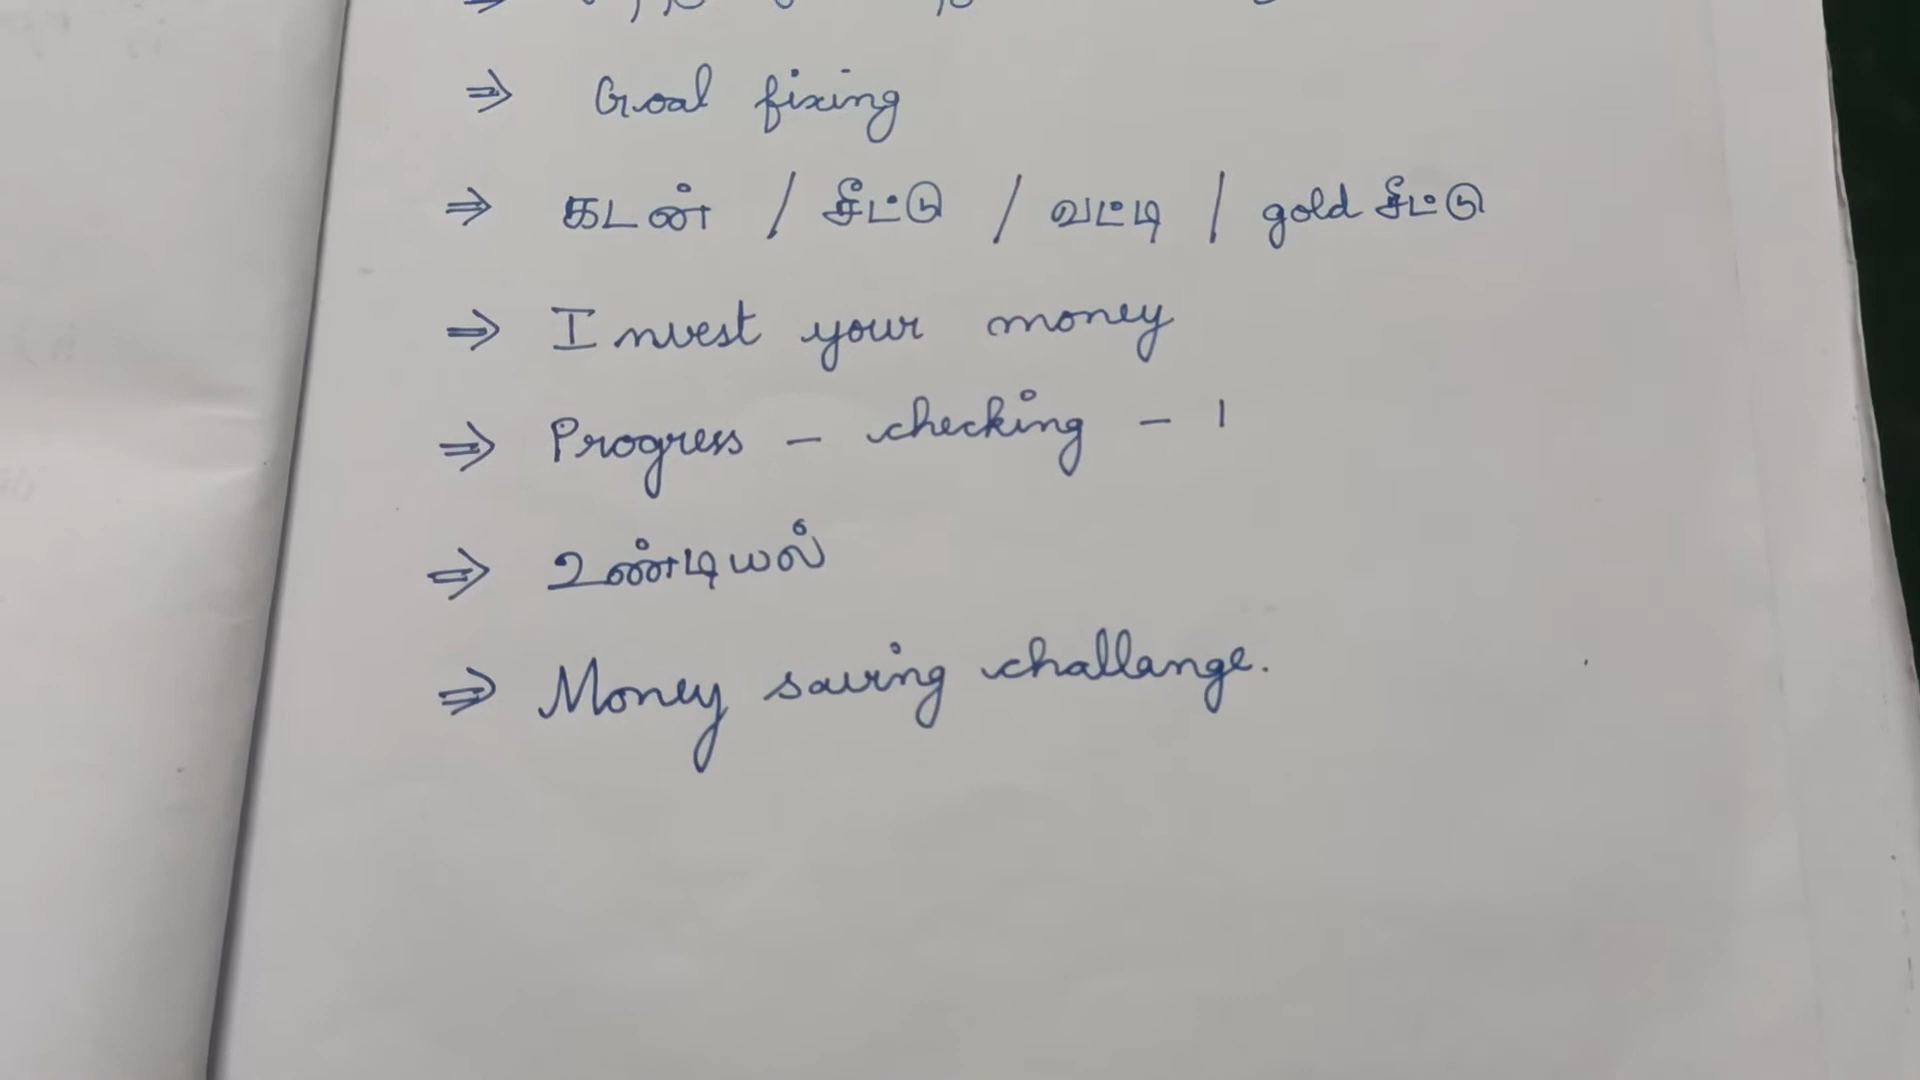 ⇒ Goal fixing
⇒ கடன் / சீட்டு / வட்டி / gold சீட்டு
⇒ Invest your money
⇒ Progress - checking - 1
⇒ உண்டியல்
⇒ Money saving challange.